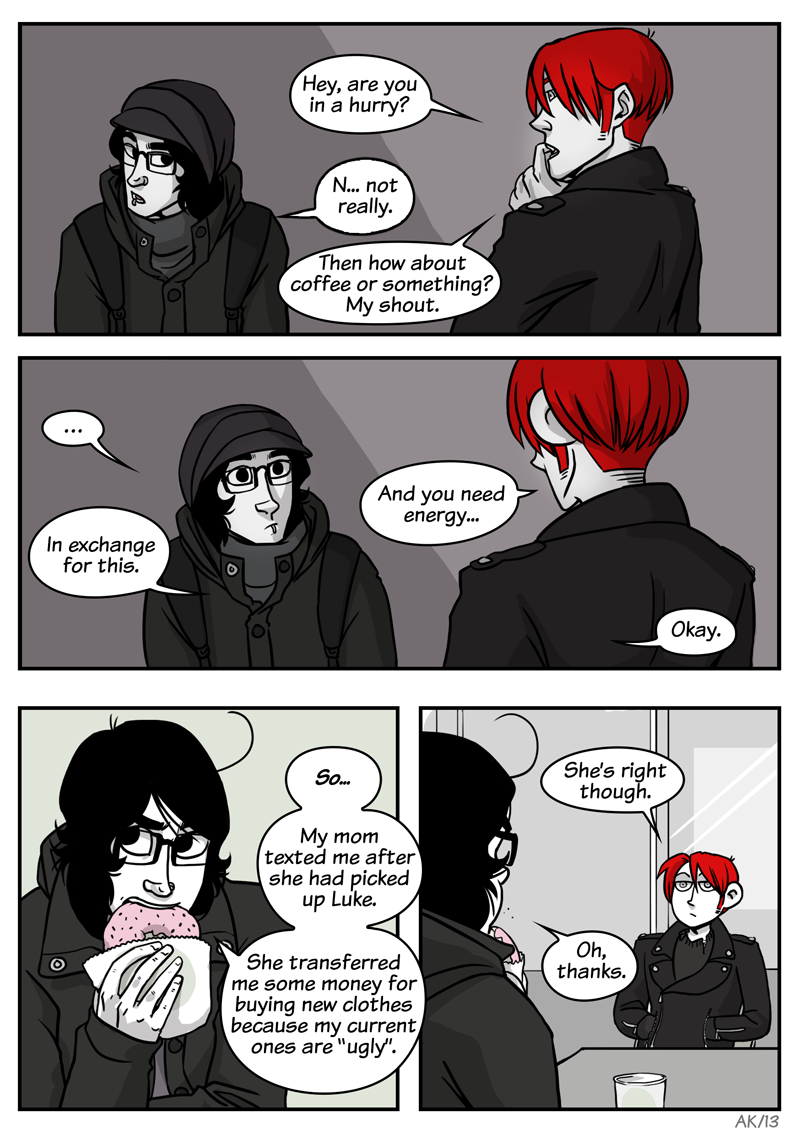 Hey, are you
in a hurry?
N... not
really.
Then how about
coffee or something?
My shout.
...
And you need
energy...
In exchange
for this.
Okay.
So...
My mom
texted me after
she had picked
up Luke.
She transferred
me some money for
buying new clothes
because my current
ones are "ugly".
She's right
though.
Oh,
thanks.
AK/13